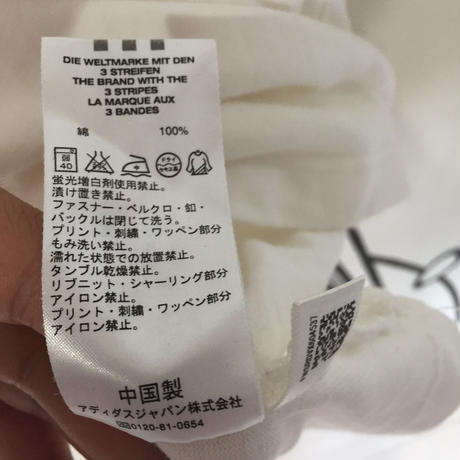 DIE WELTMARKE MIT DEN
3 STREIFEN
THE BRAND WITH THE
3 STRIPES
LA MARQUE AUX
3 BANDES
綿 100%
40 ドライ
蛍光増白剤使用禁止。
漬け置き禁止。
ファスナー・ベルクロ・釦・
バックルは閉じて洗う。
プリント・刺繍・ワッペン部分
もみ洗い禁止。
濡れた状態での放置禁止。
タンブル乾燥禁止。
リブニット・シャーリング部分
アイロン禁止。
プリント・刺繍・ワッペン部分
アイロン禁止。
中国製
アディダスジャパン株式会社
0120-81-0654